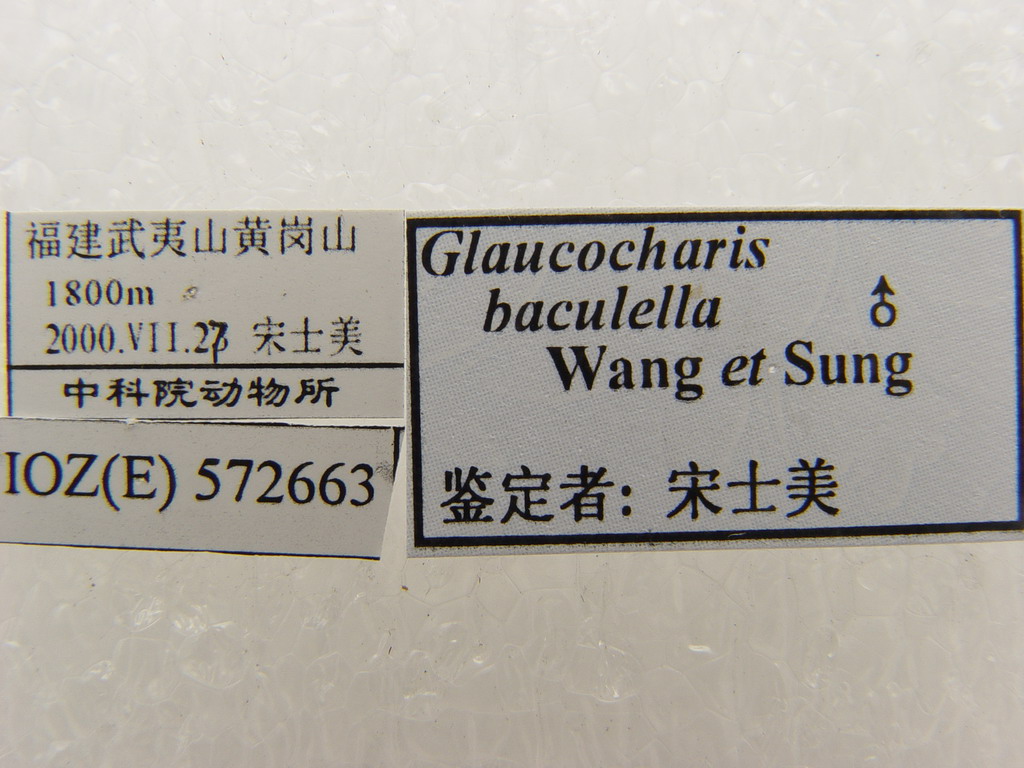 福建武夷山黄岗山
1800m
2000.VII.27 宋士美
中科院动物所
IOZ(E) 572663
Glaucocharis
baculella ♂
Wang et Sung
鉴定者：宋士美